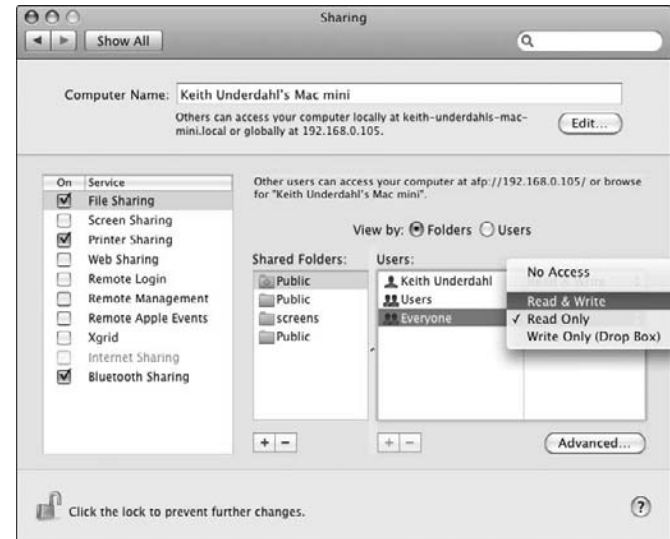 Sharing
Show All
Computer Name: Keith Underdahl's Mac mini
Others can access your computer locally at keith-underdahls-mac-
mini.local or globally at 192.168.0.105.
Edit...
On Service
File Sharing
Screen Sharing
Printer Sharing
Web Sharing
Remote Login
Remote Management
Remote Apple Events
Xgrid
Internet Sharing
Bluetooth Sharing
Other users can access your computer at afp://192.168.0.105/ or browse
for "Keith Underdahl's Mac mini".
View by: Folders Users
Shared Folders:
Public
Public
screens
Public
Users:
Keith Underdahl
Users
Everyone
No Access
Read & Write
✓ Read Only
Write Only (Drop Box)
+ -
+ -
Advanced...
Click the lock to prevent further changes.
?